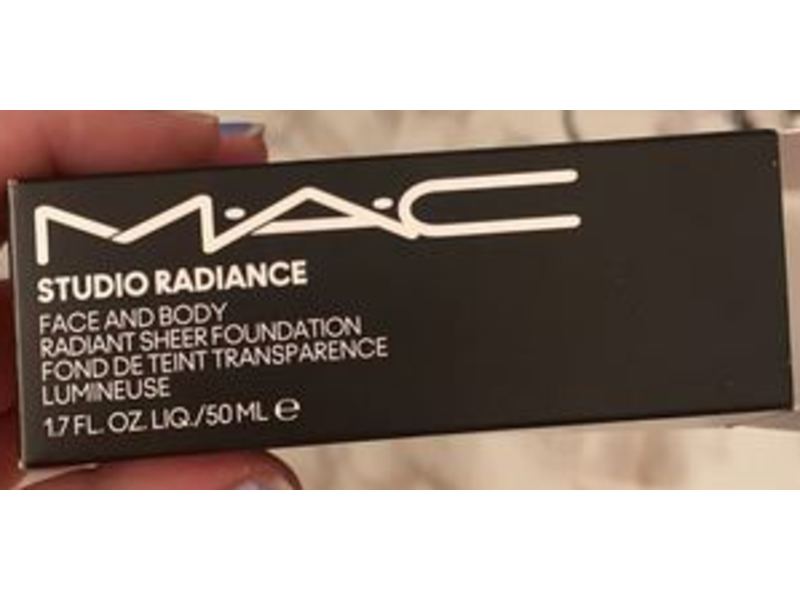 M·A·C
STUDIO RADIANCE
FACE AND BODY
RADIANT SHEER FOUNDATION
FOND DE TEINT TRANSPARENCE
LUMINEUSE
1.7 FL. OZ. LIQ./50 ML ℮